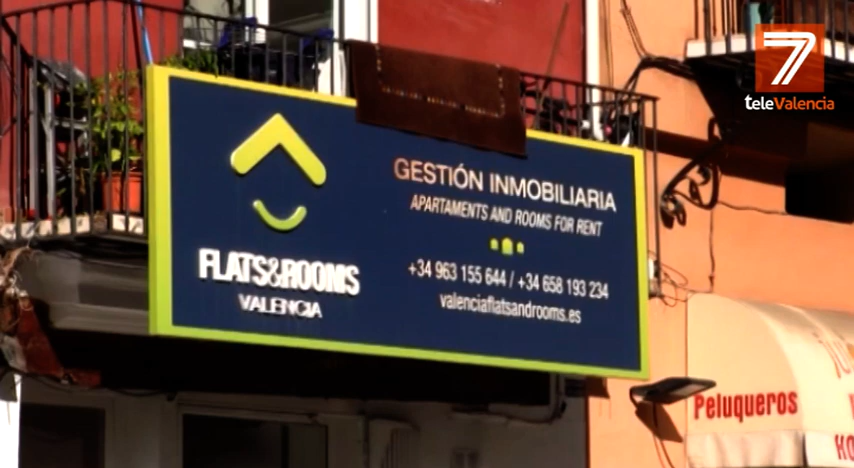 7
teleValencia
GESTIÓN INMOBILIARIA
APARTAMENTS AND ROOMS FOR RENT
FLATS&ROOMS
VALENCIA
+34 963 155 644 / +34 658 193 234
valenciaflatsandrooms.es
Peluqueros